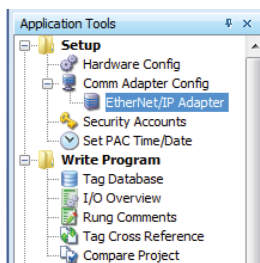 Application Tools
Setup
Hardware Config
Comm Adapter Config
EtherNet/IP Adapter
Security Accounts
Set PAC Time/Date
Write Program
Tag Database
I/O Overview
Rung Comments
Tag Cross Reference
Compare Project